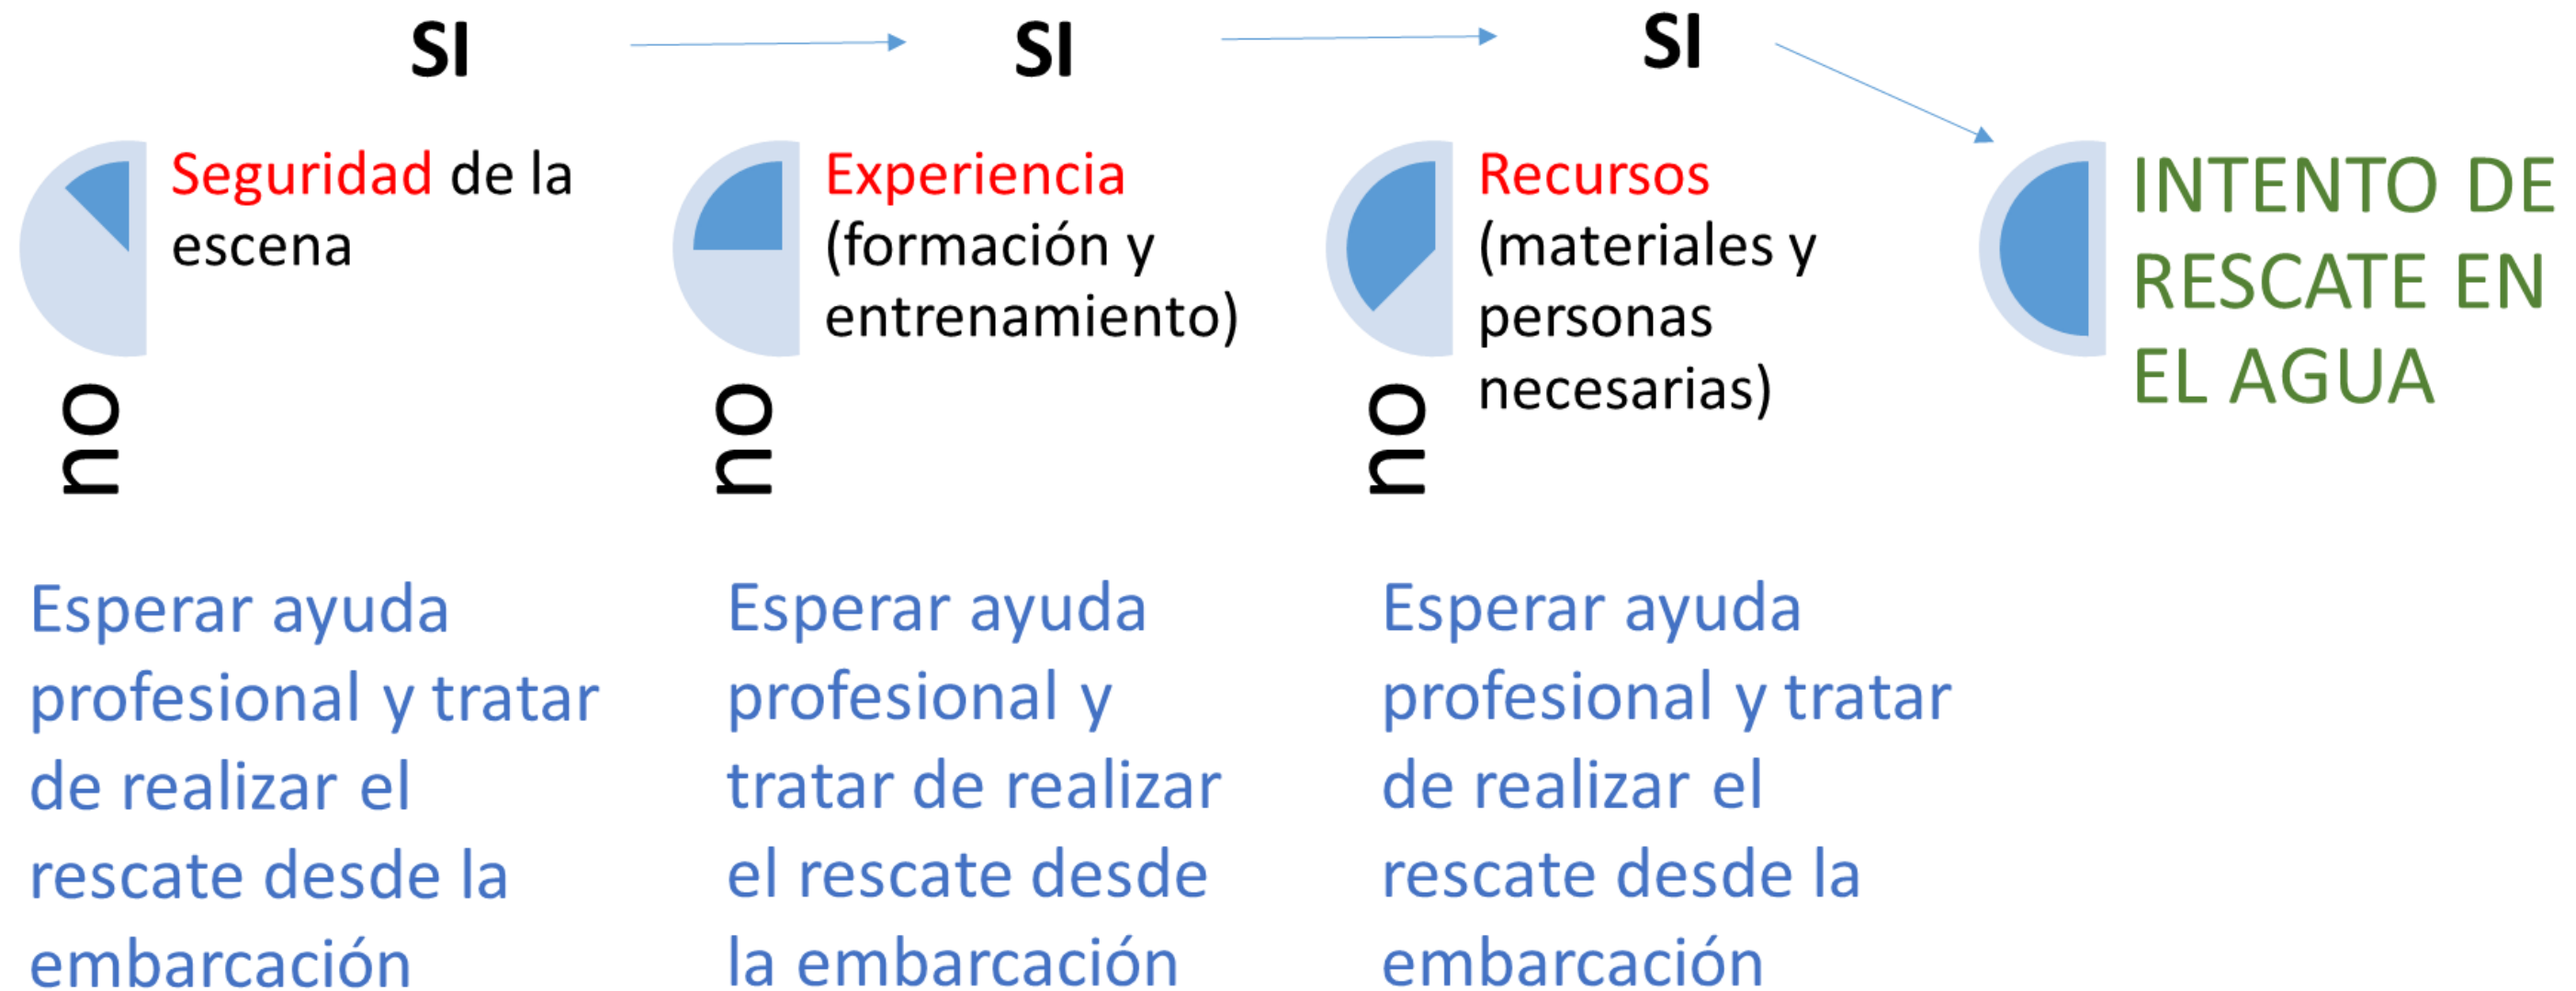 SI
SI
SI
Seguridad de la
escena
no
Experiencia
(formación y
entrenamiento)
no
Recursos
(materiales y
personas
necesarias)
no
INTENTO DE
RESCATE EN
EL AGUA
Esperar ayuda
profesional y tratar
de realizar el
rescate desde la
embarcación
Esperar ayuda
profesional y
tratar de realizar
el rescate desde
la embarcación
Esperar ayuda
profesional y tratar
de realizar el
rescate desde la
embarcación